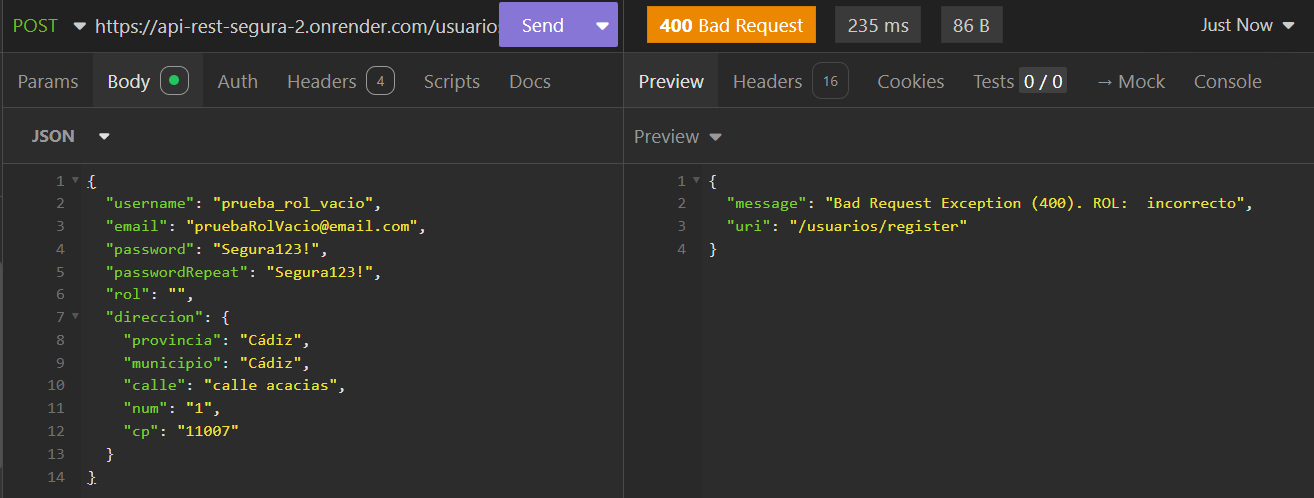 POST https://api-rest-segura-2.onrender.com/usuarios Send 400 Bad Request 235 ms 86 B Just Now
Params Body Auth Headers 4 Scripts Docs Preview Headers 16 Cookies Tests 0 / 0 → Mock Console
JSON Preview
1 {
2 "username": "prueba_rol_vacio",
3 "email": "pruebaRolVacio@email.com",
4 "password": "Segura123!",
5 "passwordRepeat": "Segura123!",
6 "rol": "",
7 "direccion": {
8 "provincia": "Cádiz",
9 "municipio": "Cádiz",
10 "calle": "calle acacias",
11 "num": "1",
12 "cp": "11007"
13 }
14 }
1 {
2 "message": "Bad Request Exception (400). ROL:  incorrecto",
3 "uri": "/usuarios/register"
4 }